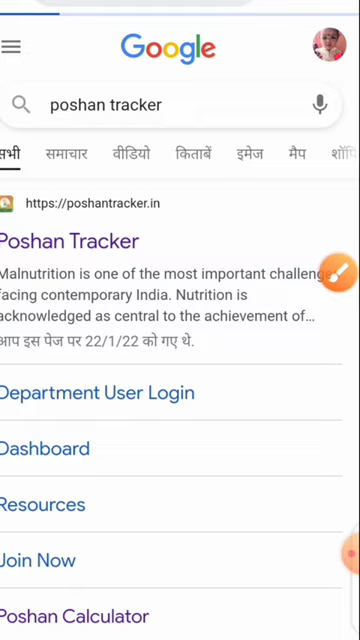 Google
poshan tracker
सभी समाचार वीडियो किताबें इमेज मैप
https://poshantracker.in
Poshan Tracker
Malnutrition is one of the most important challenge
facing contemporary India. Nutrition is
acknowledged as central to the achievement of...
आप इस पेज पर 22/1/22 को गए थे.
Department User Login
Dashboard
Resources
Join Now
Poshan Calculator